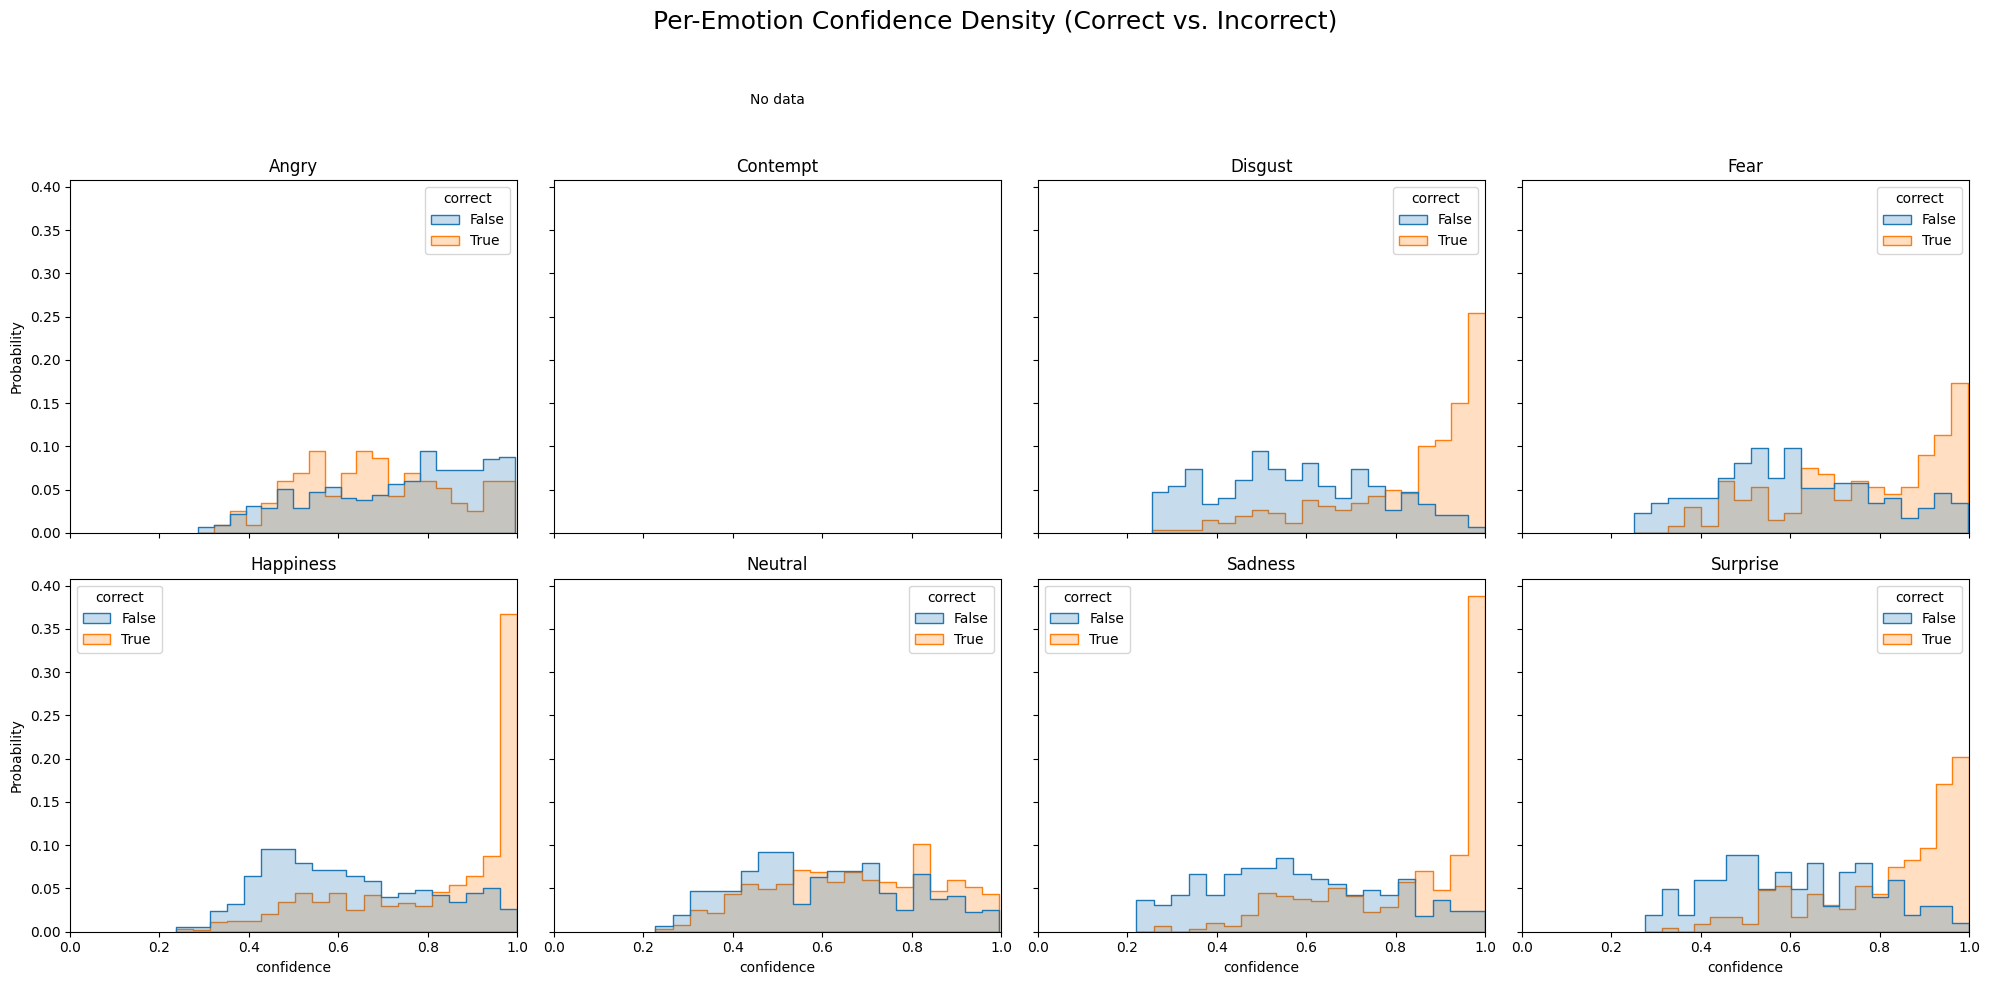 Per-Emotion Confidence Density (Correct vs. Incorrect)
No data
Angry
Contempt
Disgust
Fear
0.40
0.35
0.30
0.25
0.20
0.15
0.10
0.05
0.00
Probability
correct
False
True
correct
False
True
correct
False
True
Happiness
Neutral
Sadness
Surprise
0.40
0.35
0.30
0.25
0.20
0.15
0.10
0.05
0.00
Probability
correct
False
True
correct
False
True
correct
False
True
correct
False
True
0.0 0.2 0.4 0.6 0.8 1.0
0.0 0.2 0.4 0.6 0.8 1.0
0.0 0.2 0.4 0.6 0.8 1.0
0.0 0.2 0.4 0.6 0.8 1.0
confidence
confidence
confidence
confidence